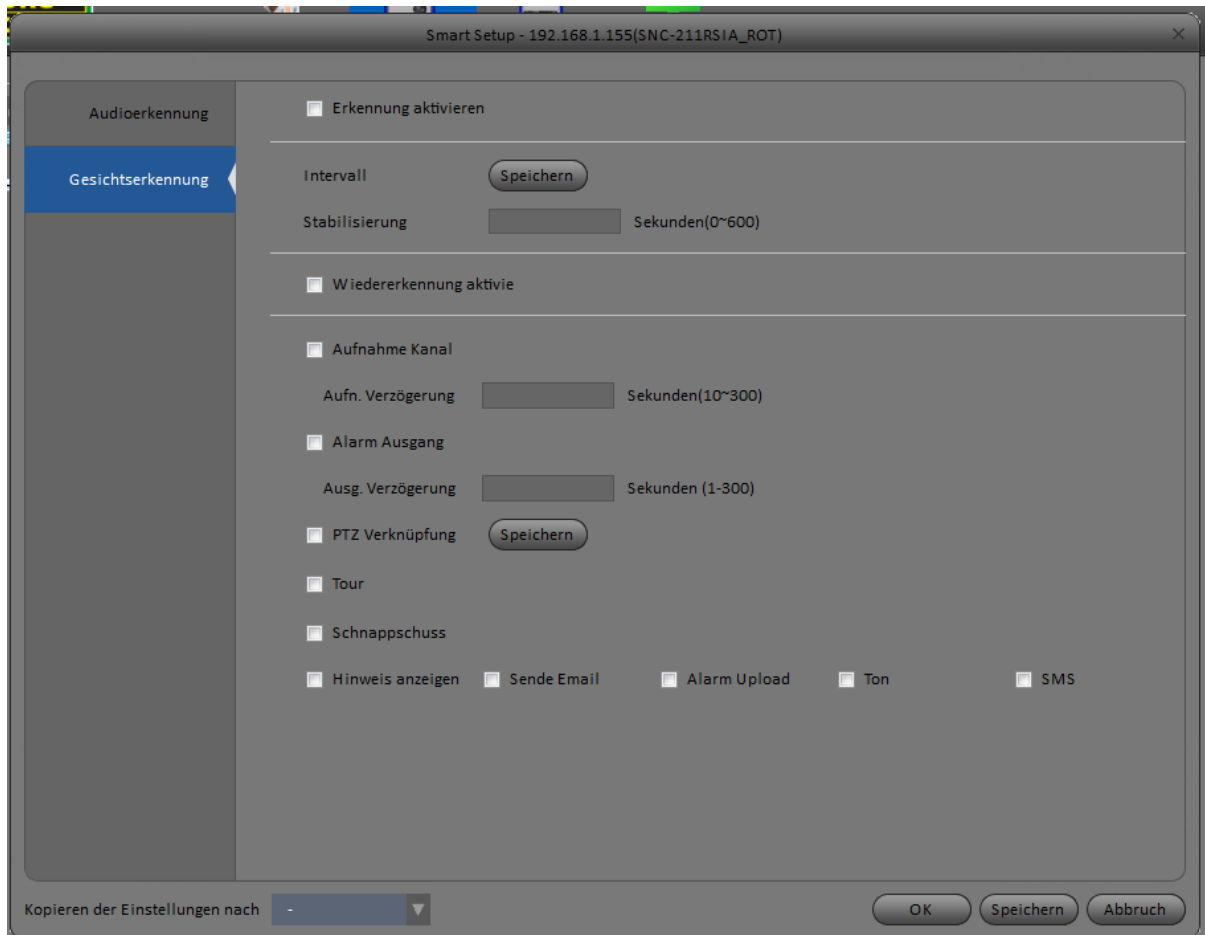 Smart Setup - 192.168.1.155(SNC-211RSIA_ROT)
Audioerkennung
Gesichtserkennung
Erkennung aktivieren
Intervall Speichern
Stabilisierung Sekunden(0~600)
Wiedererkennung aktivie
Aufnahme Kanal
Aufn. Verzögerung Sekunden(10~300)
Alarm Ausgang
Ausg. Verzögerung Sekunden (1-300)
PTZ Verknüpfung Speichern
Tour
Schnappschuss
Hinweis anzeigen Sende Email Alarm Upload Ton SMS
Kopieren der Einstellungen nach - OK Speichern Abbruch